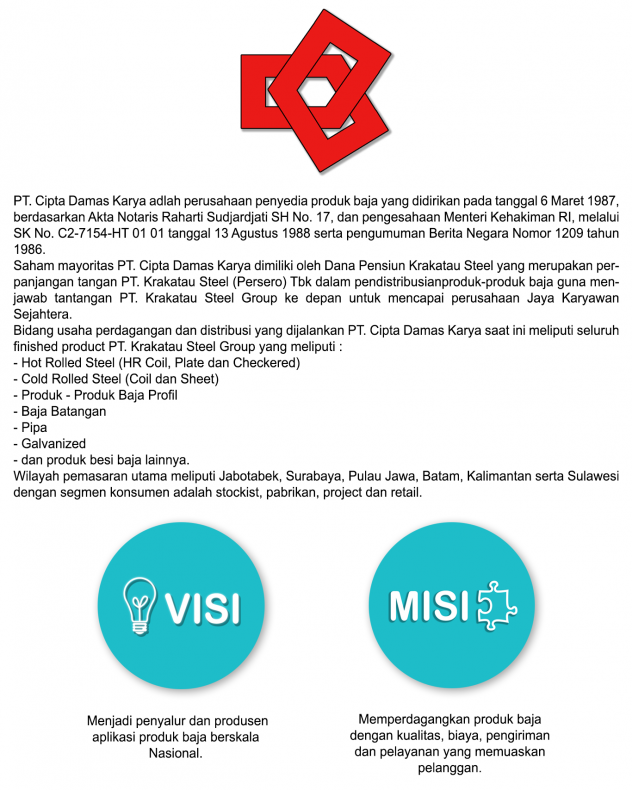 PT. Cipta Damas Karya adlah perusahaan penyedia produk baja yang didirikan pada tanggal 6 Maret 1987,
berdasarkan Akta Notaris Raharti Sudjardjati SH No. 17, dan pengesahaan Menteri Kehakiman RI, melalui
SK No. C2-7154-HT 01 01 tanggal 13 Agustus 1988 serta pengumuman Berita Negara Nomor 1209 tahun
1986.
Saham mayoritas PT. Cipta Damas Karya dimiliki oleh Dana Pensiun Krakatau Steel yang merupakan per-
panjangan tangan PT. Krakatau Steel (Persero) Tbk dalam pendistribusianproduk-produk baja guna men-
jawab tantangan PT. Krakatau Steel Group ke depan untuk mencapai perusahaan Jaya Karyawan
Sejahtera.
Bidang usaha perdagangan dan distribusi yang dijalankan PT. Cipta Damas Karya saat ini meliputi seluruh
finished product PT. Krakatau Steel Group yang meliputi :
- Hot Rolled Steel (HR Coil, Plate dan Checkered)
- Cold Rolled Steel (Coil dan Sheet)
- Produk - Produk Baja Profil
- Baja Batangan
- Pipa
- Galvanized
- dan produk besi baja lainnya.
Wilayah pemasaran utama meliputi Jabotabek, Surabaya, Pulau Jawa, Batam, Kalimantan serta Sulawesi
dengan segmen konsumen adalah stockist, pabrikan, project dan retail.
VISI
Menjadi penyalur dan produsen
aplikasi produk baja berskala
Nasional.
MISI
Memperdagangkan produk baja
dengan kualitas, biaya, pengiriman
dan pelayanan yang memuaskan
pelanggan.